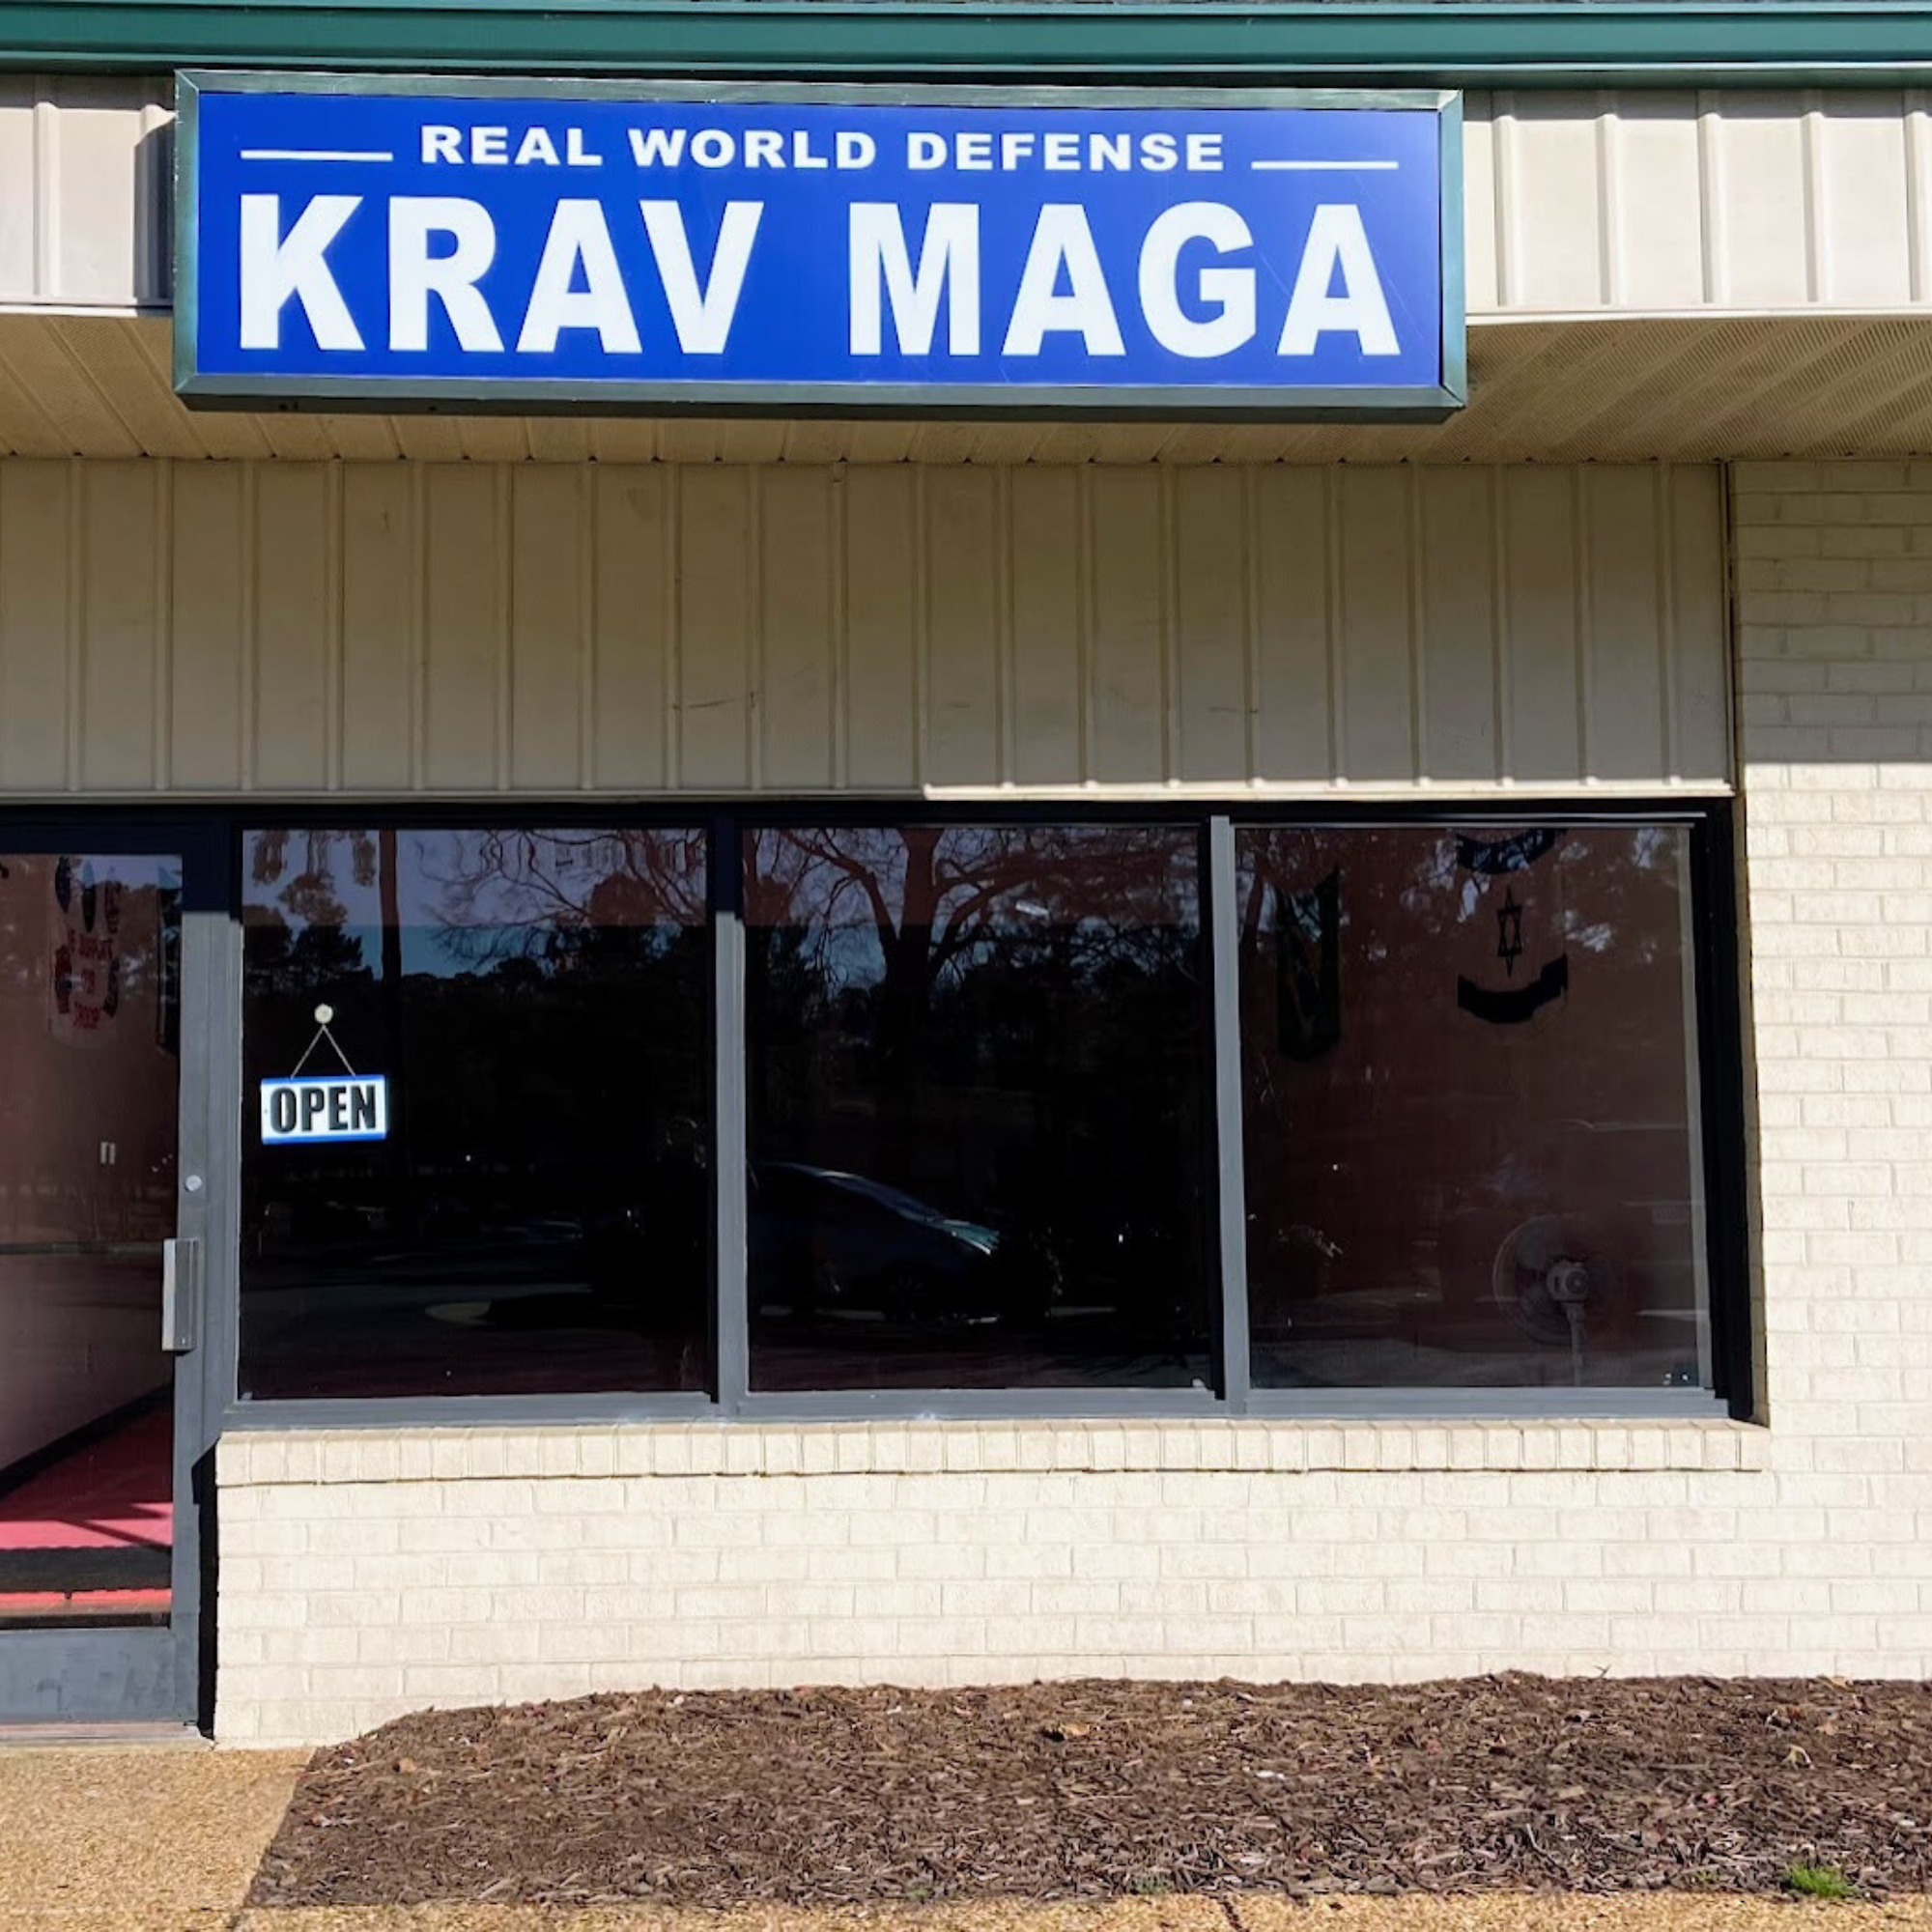 REAL WORLD DEFENSE
KRAV MAGA
OPEN